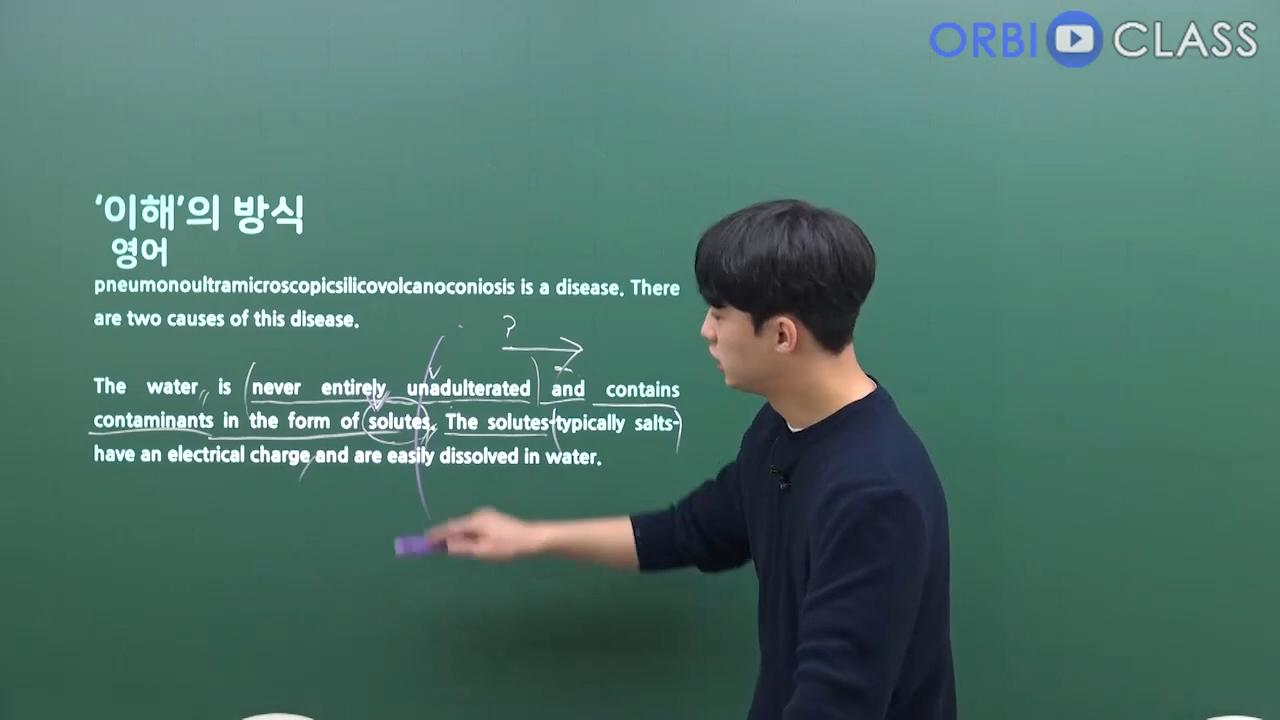 ORBI CLASS
'이해'의 방식
영어
pneumonoultramicroscopicsilicovolcanoconiosis is a disease. There
are two causes of this disease.
?
The water is never entirely unadulterated and contains
contaminants in the form of solutes. The solutes-typically salts-
have an electrical charge and are easily dissolved in water.